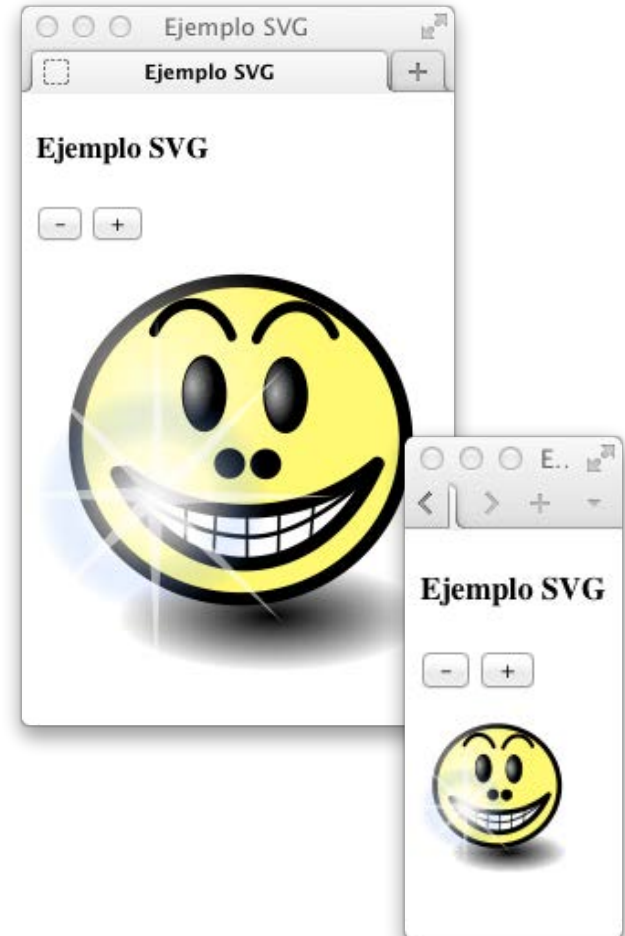 Ejemplo SVG
Ejemplo SVG +
Ejemplo SVG
- +
E..
+
Ejemplo SVG
- +